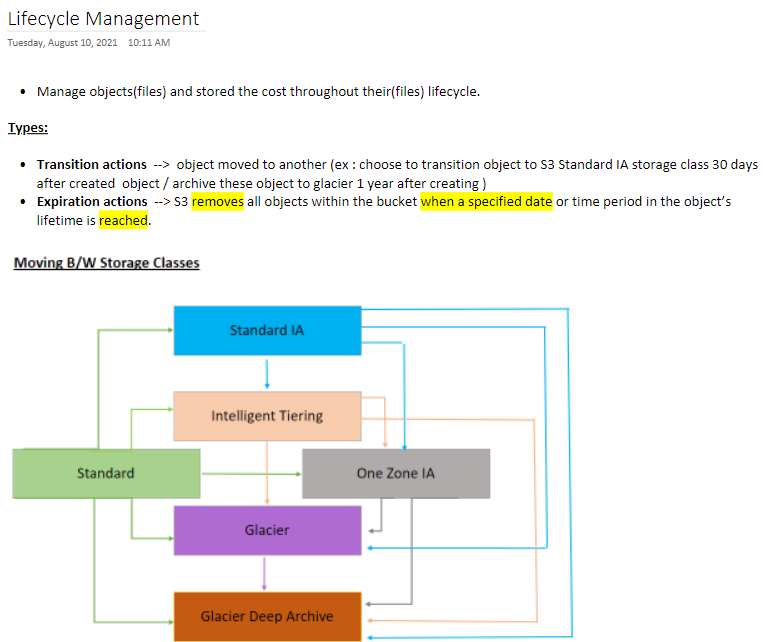 Lifecycle Management
Tuesday, August 10, 2021 10:11 AM
• Manage objects(files) and stored the cost throughout their(files) lifecycle.
Types:
• Transition actions --> object moved to another (ex : choose to transition object to S3 Standard IA storage class 30 days
after created object / archive these object to glacier 1 year after creating )
• Expiration actions --> S3 removes all objects within the bucket when a specified date or time period in the object’s
lifetime is reached.
Moving B/W Storage Classes
Standard IA
Intelligent Tiering
Standard
One Zone IA
Glacier
Glacier Deep Archive